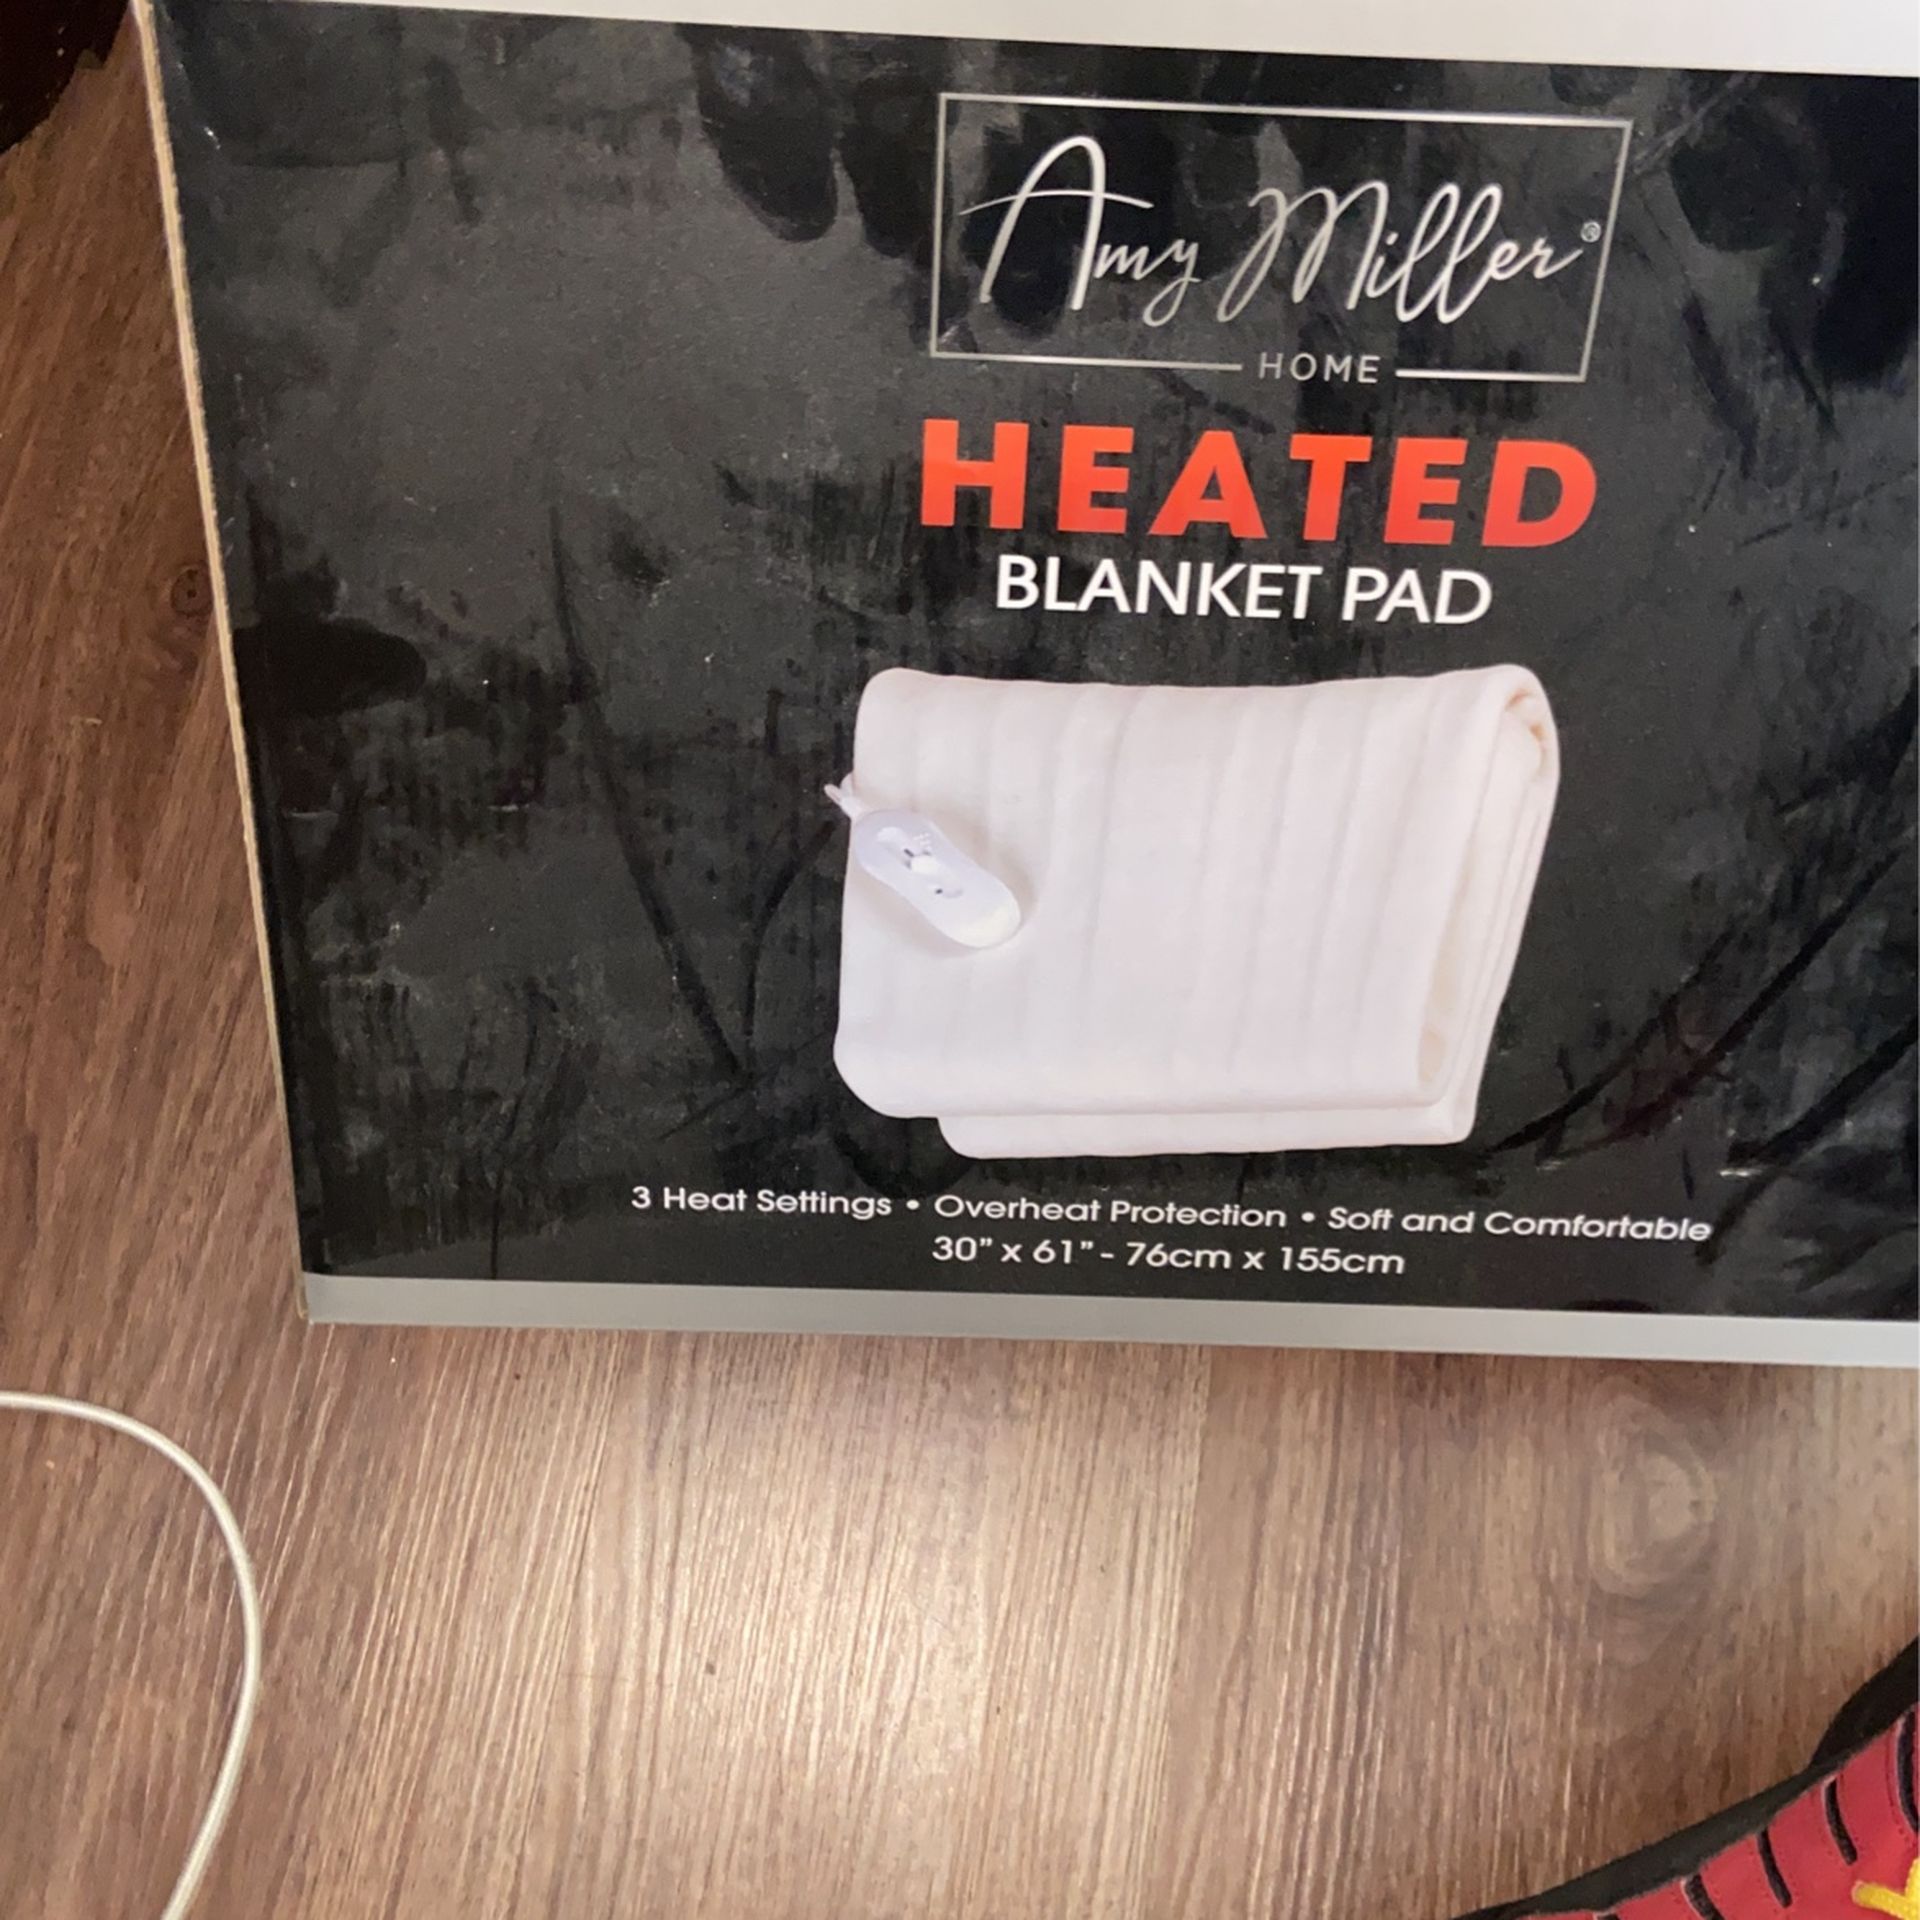 Amy Miller®
HOME
HEATED
BLANKET PAD
3 Heat Settings • Overheat Protection • Soft and Comfortable
30” x 61” - 76cm x 155cm